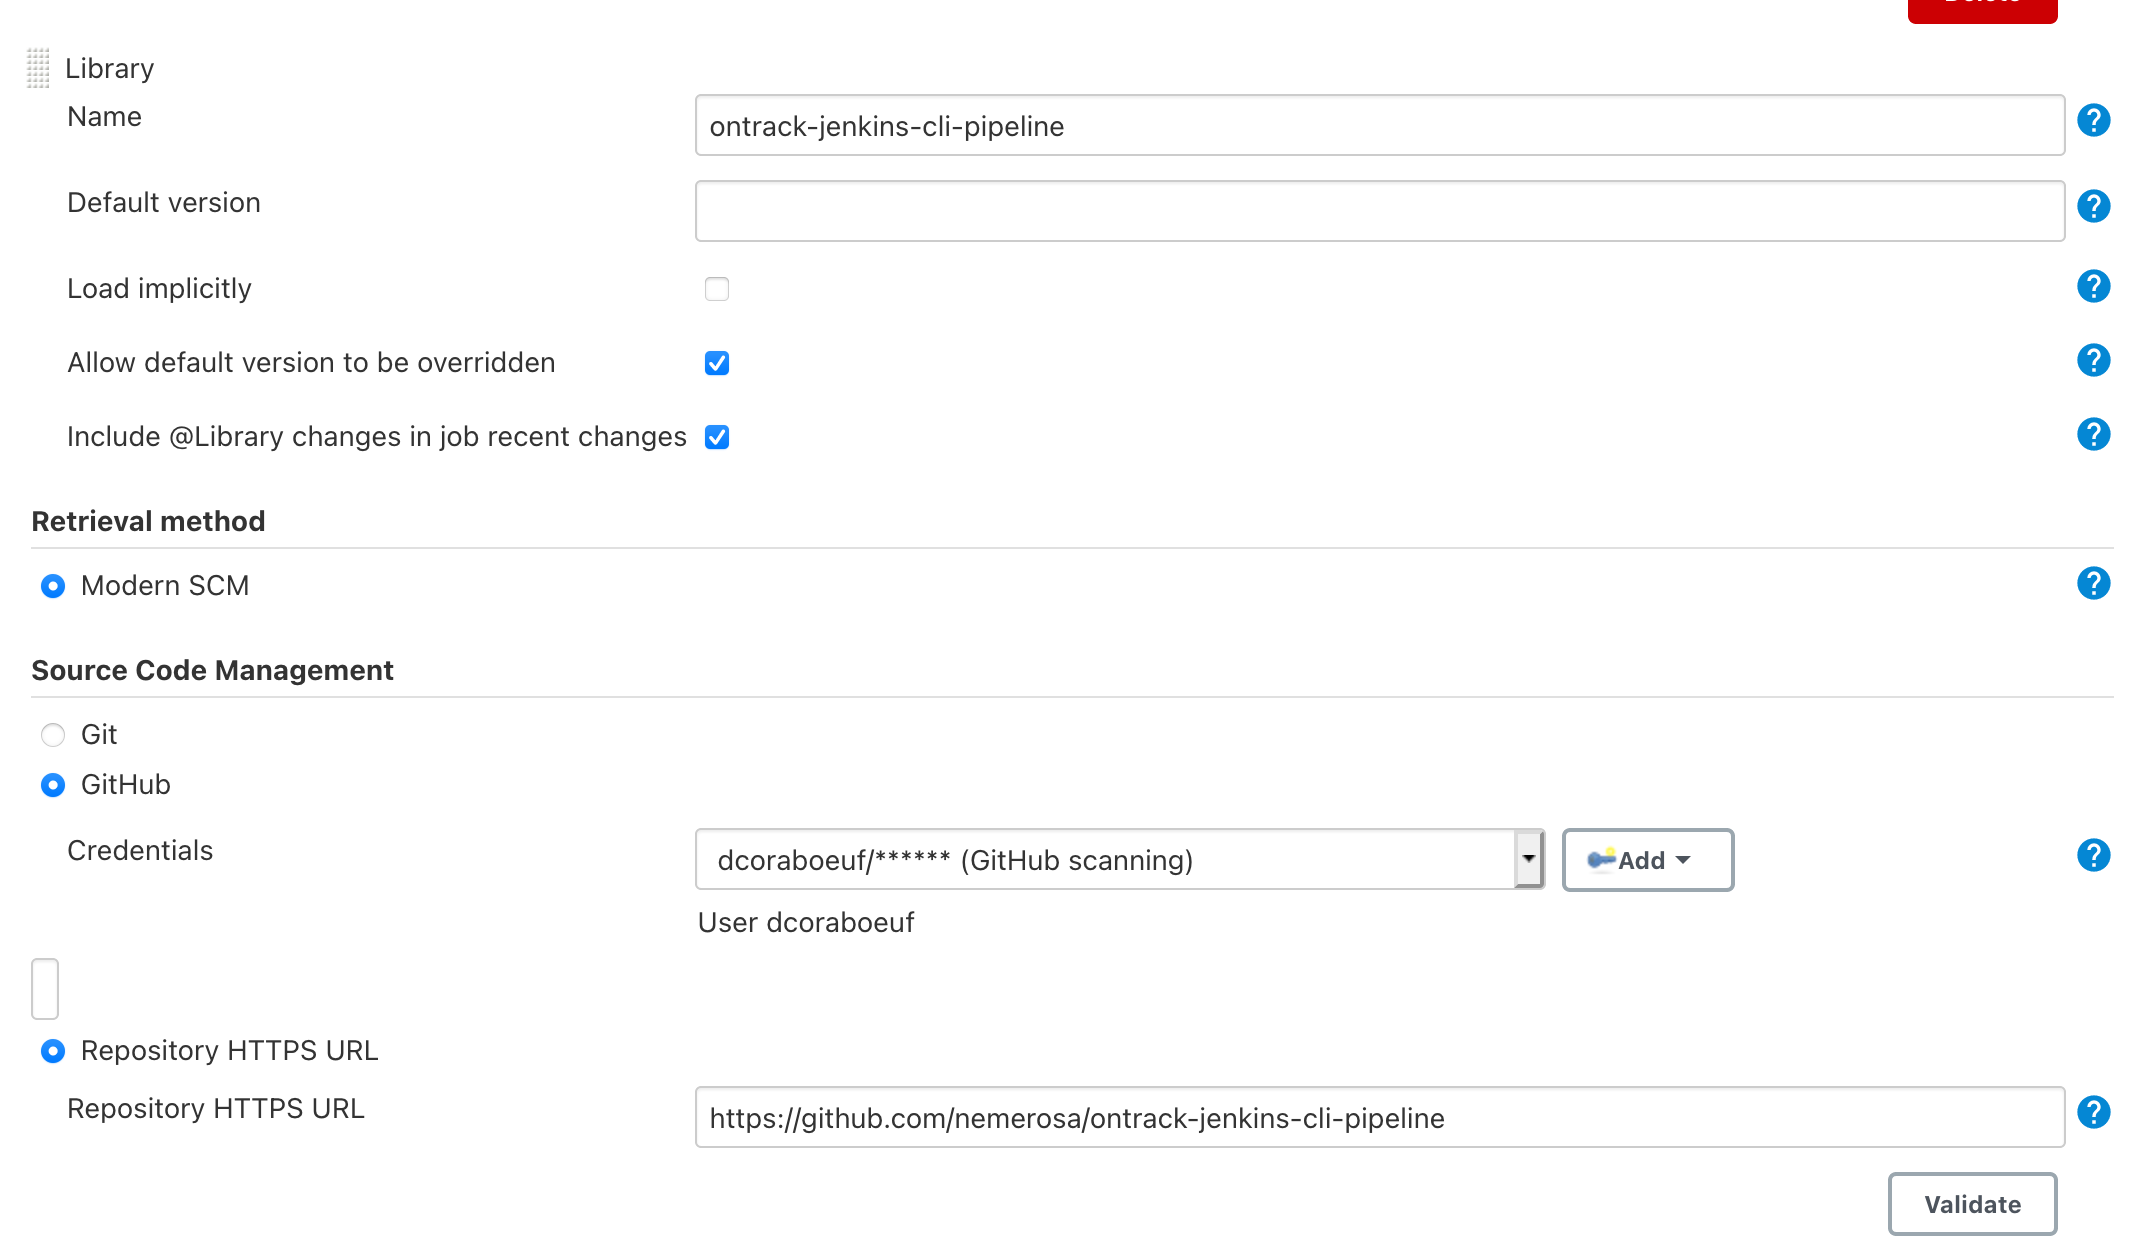 Delete
Library
Name
ontrack-jenkins-cli-pipeline
Default version
Load implicitly
Allow default version to be overridden
Include @Library changes in job recent changes
Retrieval method
Modern SCM
Source Code Management
Git
GitHub
Credentials
dcoraboeuf/****** (GitHub scanning)
Add
User dcoraboeuf
Repository HTTPS URL
Repository HTTPS URL
https://github.com/nemerosa/ontrack-jenkins-cli-pipeline
Validate